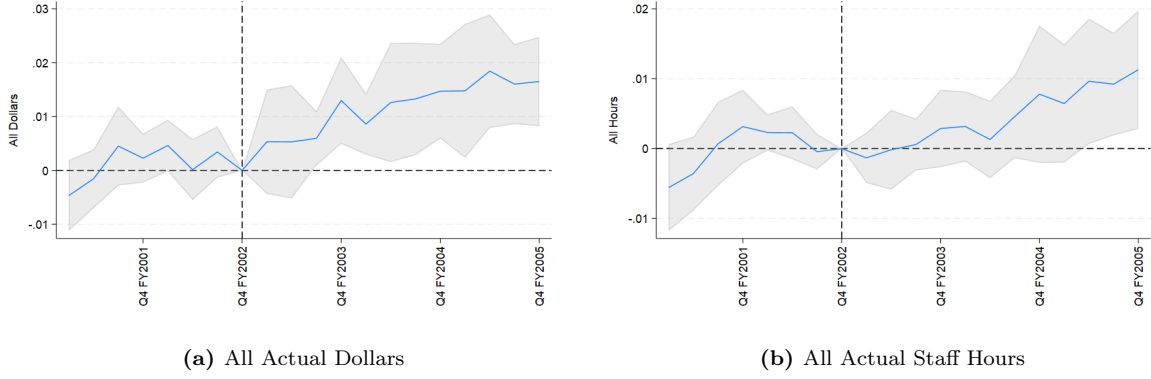 .03
.02
.01
0
-.01
All Dollars
Q4 FY2001
Q4 FY2002
Q4 FY2003
Q4 FY2004
Q4 FY2005
(a) All Actual Dollars
.02
.01
0
-.01
All Hours
Q4 FY2001
Q4 FY2002
Q4 FY2003
Q4 FY2004
Q4 FY2005
(b) All Actual Staff Hours